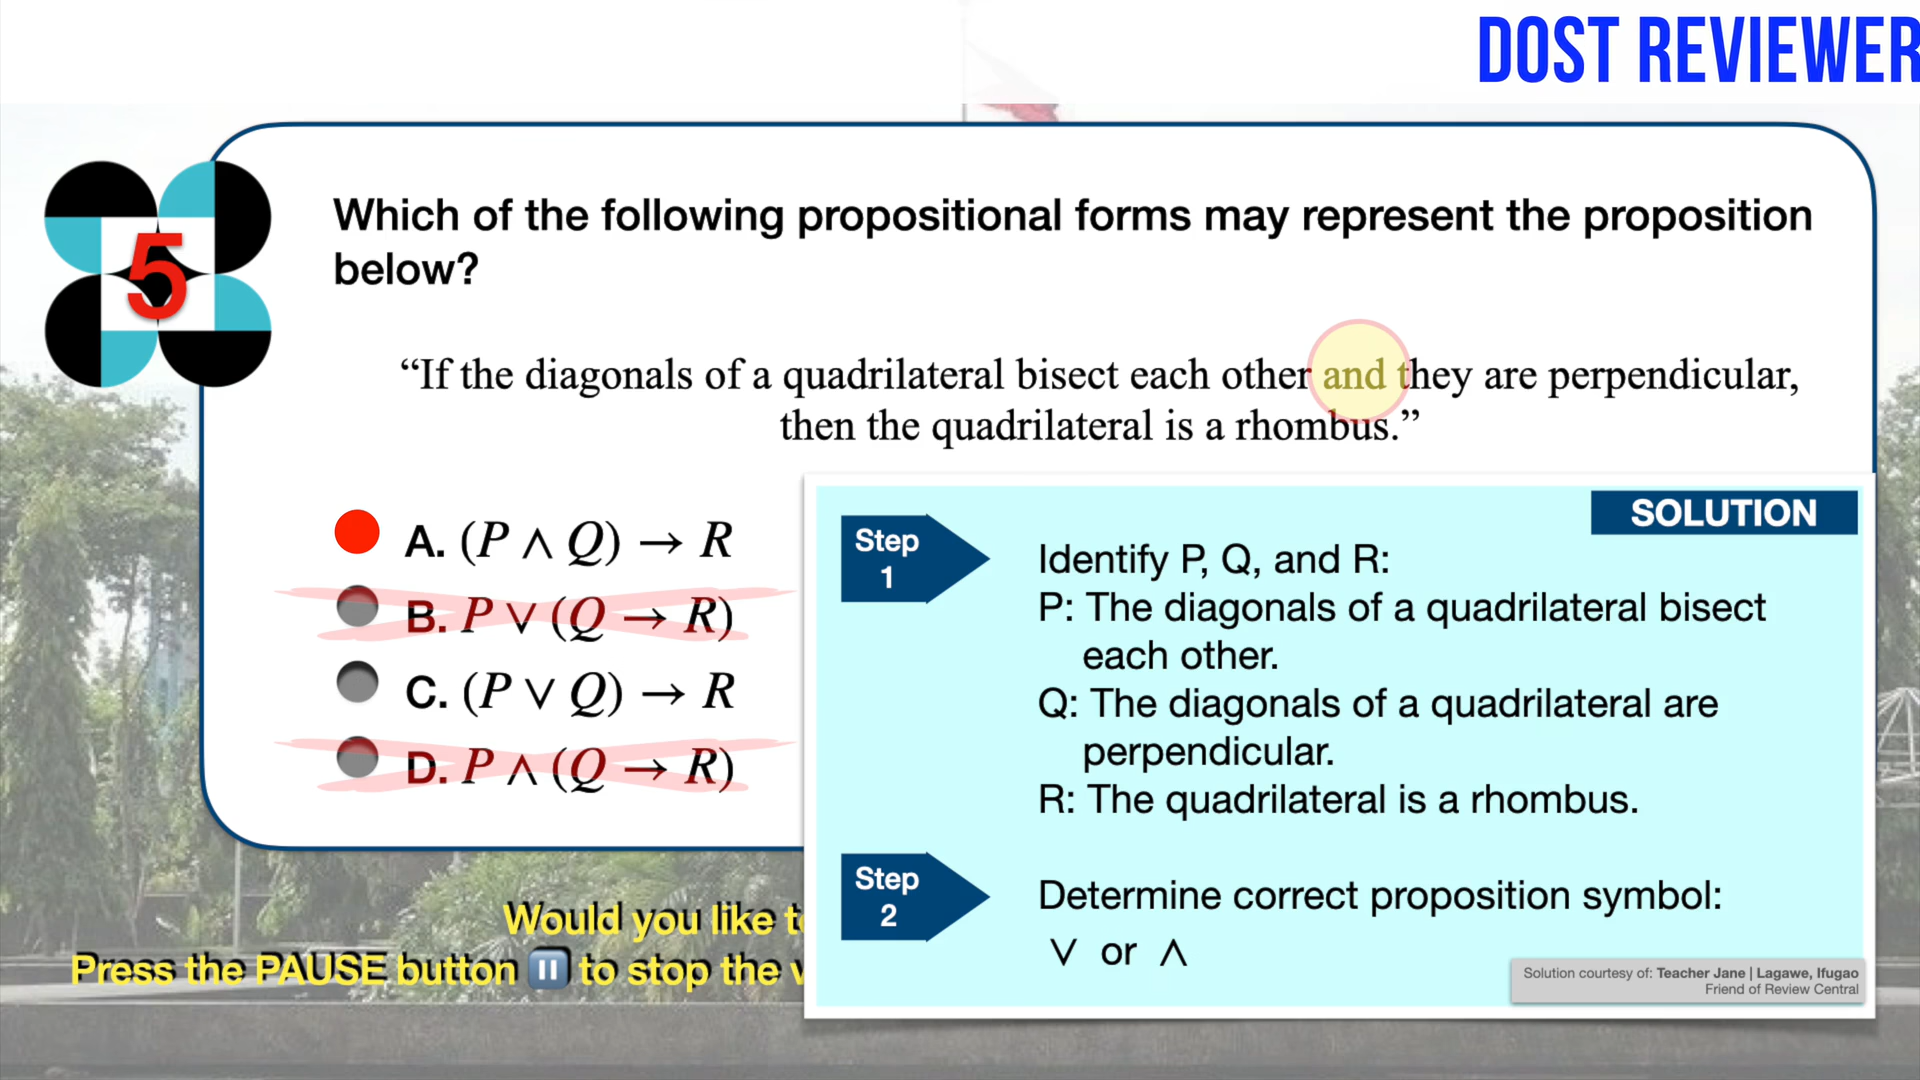 DOST REVIEWER
5
Which of the following propositional forms may represent the proposition
below?
“If the diagonals of a quadrilateral bisect each other and they are perpendicular,
then the quadrilateral is a rhombus.”
A. (P ∧ Q) → R
B. P ∨ (Q → R)
C. (P ∨ Q) → R
D. P ∧ (Q → R)
SOLUTION
Step
1
Identify P, Q, and R:
P: The diagonals of a quadrilateral bisect
each other.
Q: The diagonals of a quadrilateral are
perpendicular.
R: The quadrilateral is a rhombus.
Step
2
Determine correct proposition symbol:
∨ or ∧
Solution courtesy of: Teacher Jane | Lagawe, Ifugao
Friend of Review Central
Would you like
Press the PAUSE button to stop the